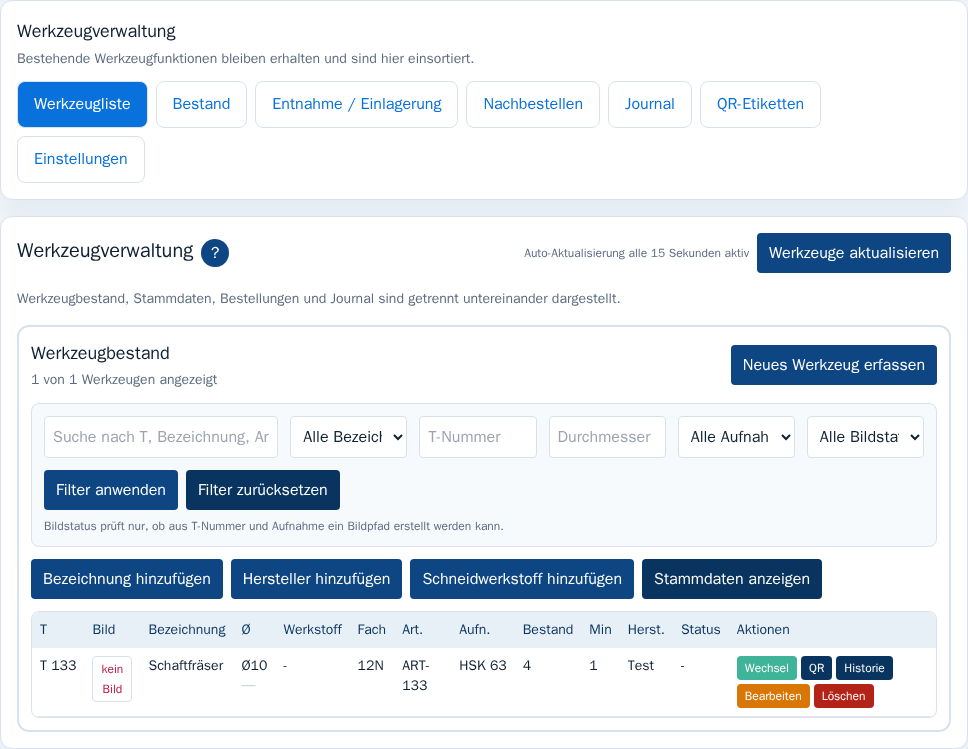 Werkzeugverwaltung
Bestehende Werkzeugfunktionen bleiben erhalten und sind hier einsortiert.
Werkzeugliste Bestand Entnahme / Einlagerung Nachbestellen Journal QR-Etiketten
Einstellungen
Werkzeugverwaltung ? Auto-Aktualisierung alle 15 Sekunden aktiv Werkzeuge aktualisieren
Werkzeugbestand, Stammdaten, Bestellungen und Journal sind getrennt untereinander dargestellt.
Werkzeugbestand
1 von 1 Werkzeugen angezeigt
Neues Werkzeug erfassen
Suche nach T, Bezeichnung, Ar Alle Bezeich T-Nummer Durchmesser Alle Aufnah Alle Bildsta
Filter anwenden Filter zurücksetzen
Bildstatus prüft nur, ob aus T-Nummer und Aufnahme ein Bildpfad erstellt werden kann.
Bezeichnung hinzufügen Hersteller hinzufügen Schneidwerkstoff hinzufügen Stammdaten anzeigen
T Bild Bezeichnung Ø Werkstoff Fach Art. Aufn. Bestand Min Herst. Status Aktionen
T 133 kein Bild Schaftfräser Ø10 — - 12N ART-133 HSK 63 4 1 Test - Wechsel QR Historie
Bearbeiten Löschen